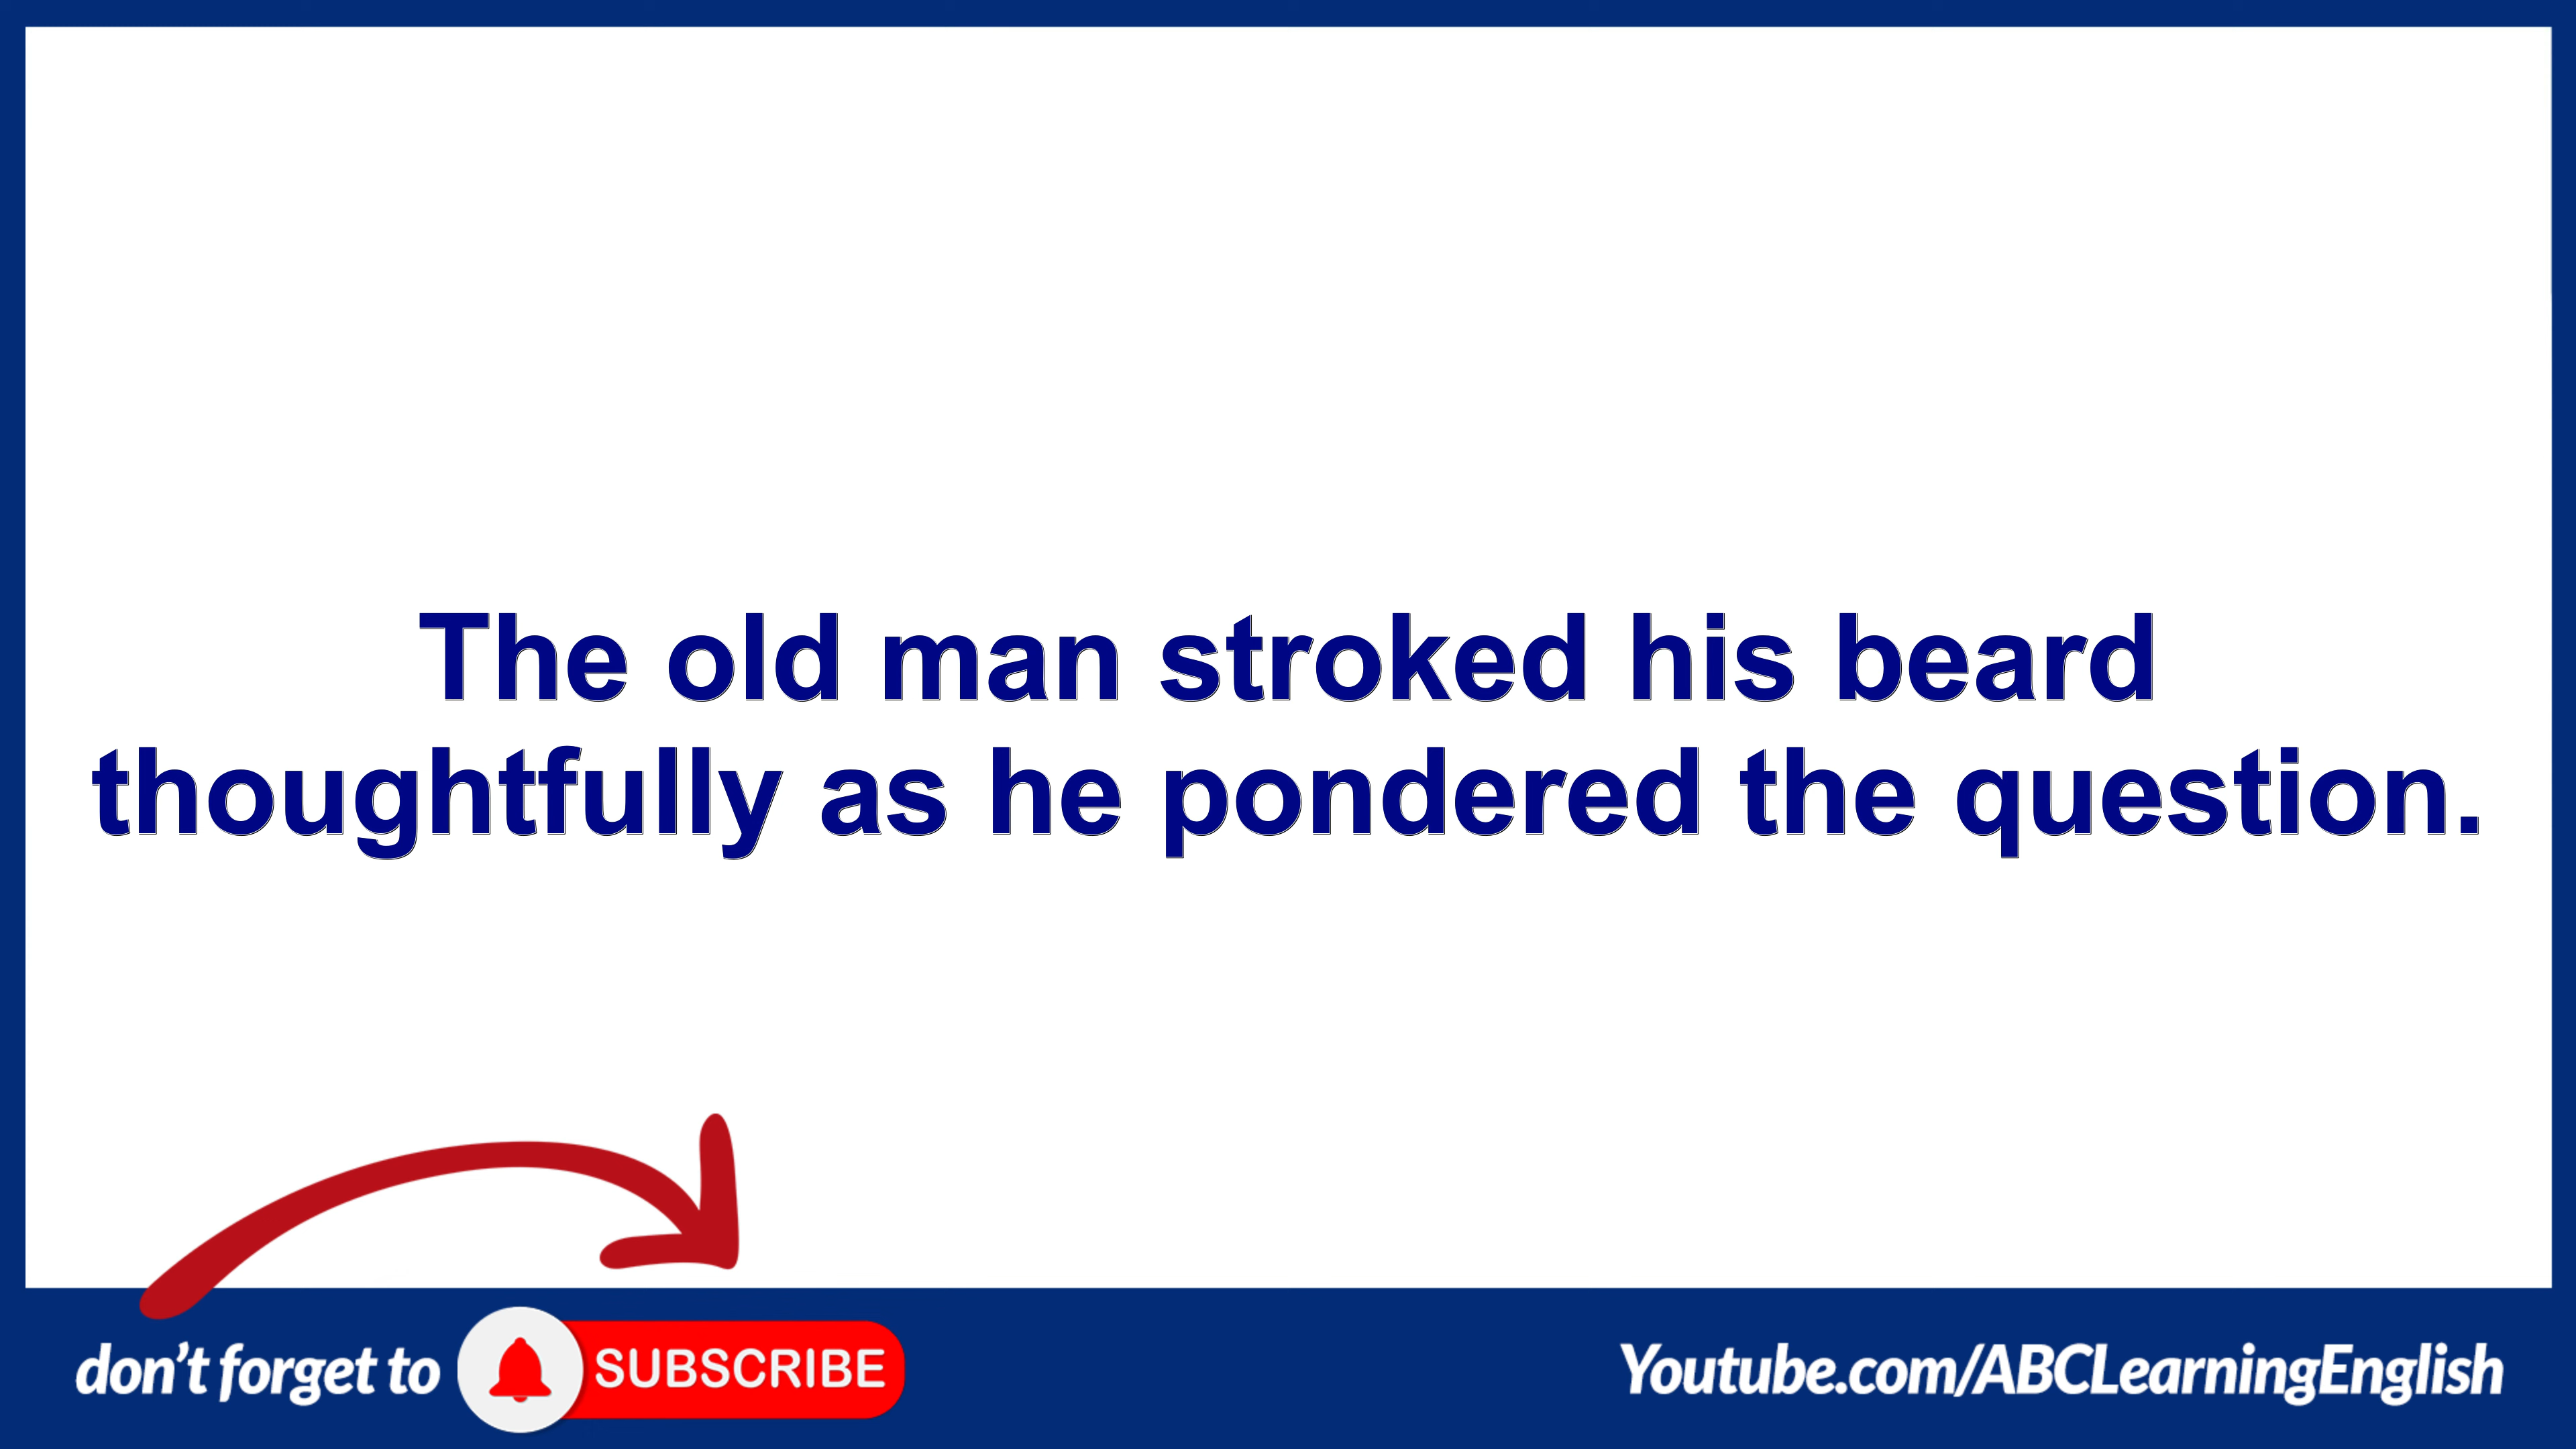 The old man stroked his beard
thoughtfully as he pondered the question.
don't forget to SUBSCRIBE
Youtube.com/ABCLearningEnglish